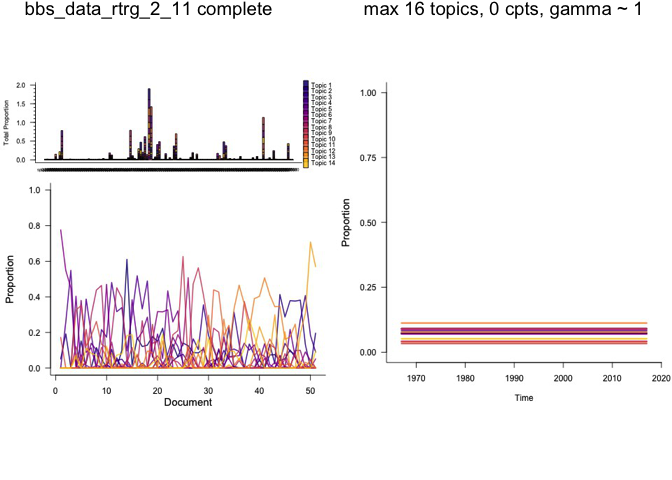 bbs_data_rtrg_2_11 complete
max 16 topics, 0 cpts, gamma ~ 1
Total Proportion
2.0
1.5
1.0
0.5
0.0
Topic 1
Topic 2
Topic 3
Topic 4
Topic 5
Topic 6
Topic 7
Topic 8
Topic 9
Topic 10
Topic 11
Topic 12
Topic 13
Topic 14
Proportion
1.0
0.8
0.6
0.4
0.2
0.0
0 10 20 30 40 50
Document
Proportion
1.00
0.75
0.50
0.25
0.00
1970 1980 1990 2000 2010 2020
Time